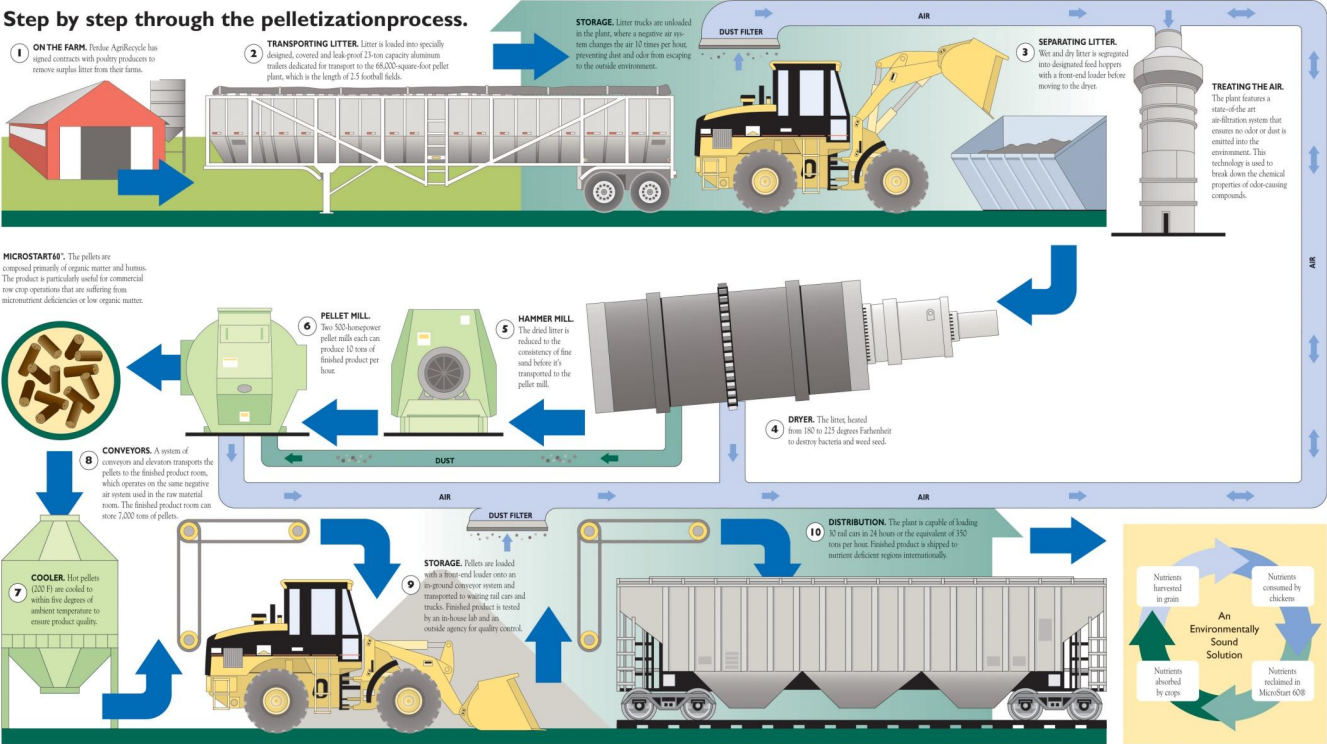 Step by step through the pelletizationprocess.
1 ON THE FARM. Perdue AgriRecycle has
signed contracts with poultry producers to
remove surplus litter from their farms.
2 TRANSPORTING LITTER. Litter is loaded into specially
designed, covered and leak-proof 23-ton capacity aluminum
trailers dedicated for transport to the 68,000-square-foot pellet
plant, which is the length of 2.5 football fields.
STORAGE. Litter trucks are unloaded
in the plant, where a negative air sys-
tem changes the air 10 times per hour,
preventing dust and odor from escaping
to the outside environment.
DUST FILTER
AIR
3 SEPARATING LITTER.
Wet and dry litter is segregated
into designated feed hoppers
with a front-end loader before
moving to the dryer.
TREATING THE AIR.
The plant features a
state-of-the art
air-filtration system that
ensures no odor or dust is
emitted into the
environment. This
technology is used to
break down the chemical
properties of odor-causing
compounds.
AIR
MICROSTART60". The pellets are
composed primarily of organic matter and humus.
The product is particularly useful for commercial
row crop operations that are suffering from
micronutrient deficiencies or low organic matter.
6 PELLET MILL.
Two 500-horsepower
pellet mills each can
produce 10 tons of
finished product per
hour.
5 HAMMER MILL.
The dried litter is
reduced to the
consistency of fine
sand before it's
transported to the
pellet mill.
4 DRYER. The litter, heated
from 180 to 225 degrees Farhenheit
to destroy bacteria and weed seed.
DUST
8 CONVEYORS. A system of
conveyors and elevators transports the
pellets to the finished product room,
which operates on the same negative
air system used in the raw material
room. The finished product room can
store 7,000 tons of pellets.
AIR
AIR
DUST FILTER
7 COOLER. Hot pellets
(200 F) are cooled to
within five degrees of
ambient temperature to
ensure product quality.
9 STORAGE. Pellets are loaded
with a front-end loader onto an
in-ground conveyor system and
transported to waiting rail cars and
trucks. Finished product is tested
by an in-house lab and an
outside agency for quality control.
10 DISTRIBUTION. The plant is capable of loading
30 rail cars in 24 hours or the equivalent of 350
tons per hour. Finished product is shipped to
nutrient deficient regions internationally.
Nutrients
harvested
in grain
Nutrients
consumed by
chickens
An
Environmentally
Sound
Solution
Nutrients
absorbed
by crops
Nutrients
reclaimed in
MicroStart 60®